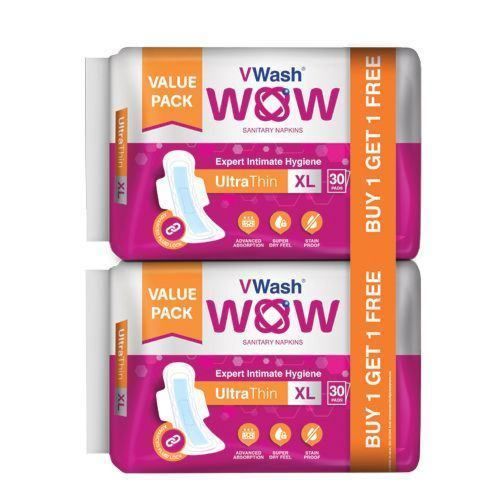 VALUE
PACK
VWash®
WOW
SANITARY NAPKINS
Expert Intimate Hygiene
UltraThin XL 30
PADS
UltraThin
XL
ADVANCED
ABSORPTION
SUPER
DRY FEEL
STAIN
PROOF
BUY 1 GET 1 FREE
VALUE
PACK
VWash®
WOW
SANITARY NAPKINS
Expert Intimate Hygiene
UltraThin XL 30
PADS
UltraThin
XL
ADVANCED
ABSORPTION
SUPER
DRY FEEL
STAIN
PROOF
BUY 1 GET 1 FREE